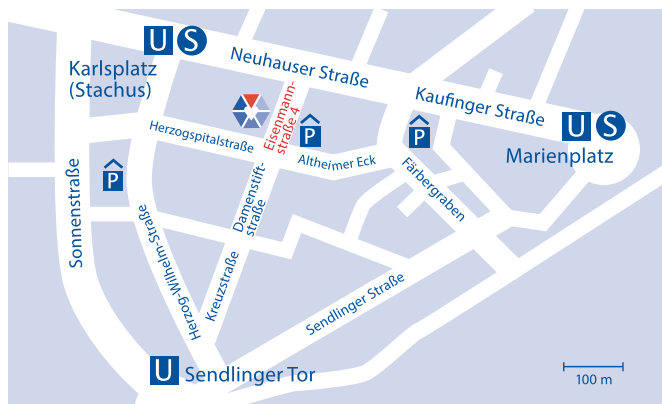 U S
Karlsplatz
(Stachus)
Neuhauser Straße
Kaufinger Straße
U S
Marienplatz
Eisenmann-
straße 4
P
P
Herzogspitalstraße
Altheimer Eck
Färbergraben
P
Sonnenstraße
Damenstift-
straße
Herzog-Wilhelm-Straße
Kreuzstraße
Sendlinger Straße
U Sendlinger Tor
100 m